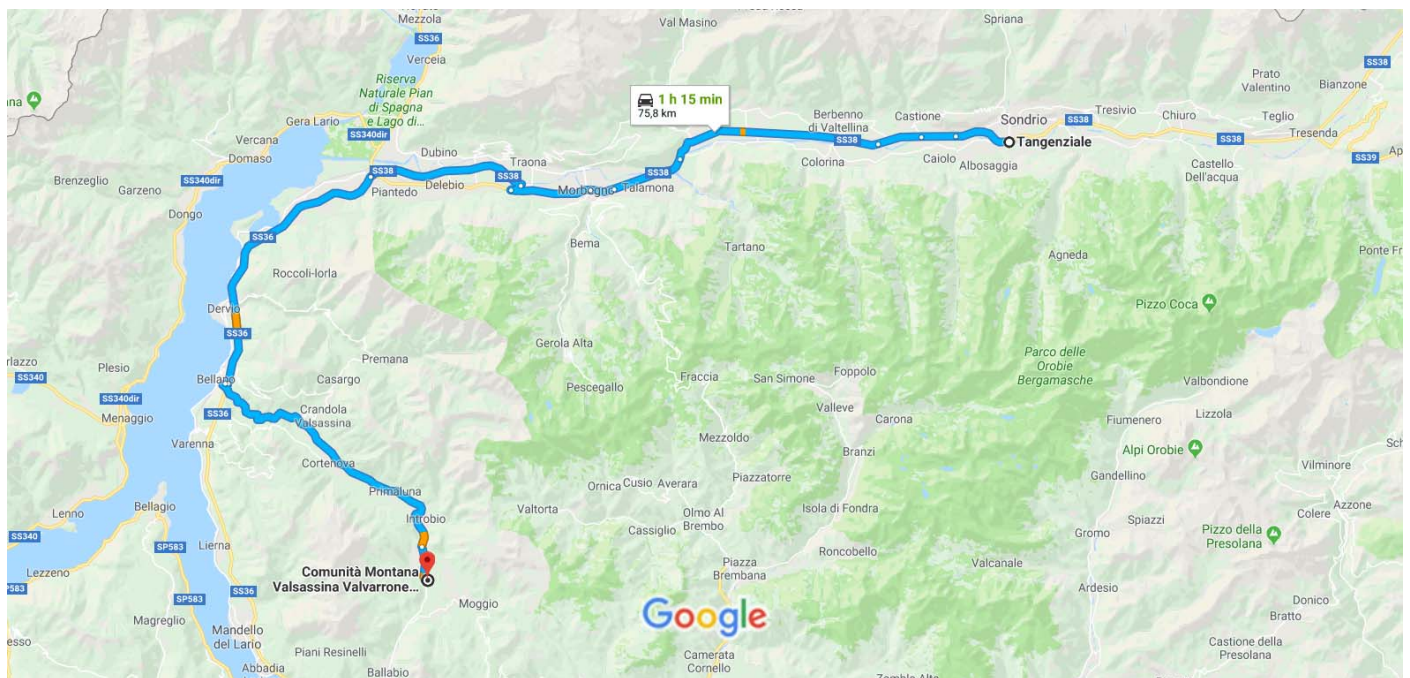 Mezzola
Val Masino
Spriana
SS36
Verceia
SS38
Prato
Valentino
Bianzone
Riserva
Naturale Pian
di Spagna
e Lago di...
1 h 15 min
75,8 km
Gera Lario
SS340dir
Berbenno
di Valtellina
Castione
Sondrio
Tresivio
Chiuro
Teglio
Tresenda
SS38
SS38
Tangenziale
SS38
SS39
Vercana
Domaso
Dubino
Traona
Colorina
Caiolo
Albosaggia
Castello
Dell'acqua
Brenzeglio
Garzeno
SS340dir
SS38
Piantedo
Delebio
SS38
Morbegno
Talamona
SS38
Dongo
SS36
Bema
Tartano
Agneda
Ponte Fr
Roccoli-lorla
Dervio
Pizzo Coca
SS36
Gerola Alta
Parco delle
Orobie
Bergamasche
Plesio
Premana
SS340
Bellano
Casargo
Pescegallo
Fraccia
San Simone
Foppolo
Valbondione
SS340dir
Menaggio
SS36
Crandola
Valsassina
Valleve
Carona
Fiumenero
Lizzola
Varenna
Mezzoldo
Branzi
Alpi Orobie
Cortenova
Gandellino
Vilminore
Primaluna
Ornica
Cusio
Averara
Piazzatorre
Azzone
Colere
Lenno
Bellagio
Introbio
Valtorta
Olmo Al
Brembo
Isola di Fondra
Gromo
Spiazzi
SS340
SP583
Lierna
Cassiglio
Roncobello
Valcanale
Pizzo della
Presolana
Lezzeno
Comunità Montana
Valsassina Valvarrone...
Piazza
Brembana
Ardesio
SP583
SP583
SS36
Moggio
Google
Donico
Bratto
Magreglio
Mandello
del Lario
Piani Resinelli
Ballabio
Camerata
Cornello
Castione della
Presolana
Abbadia